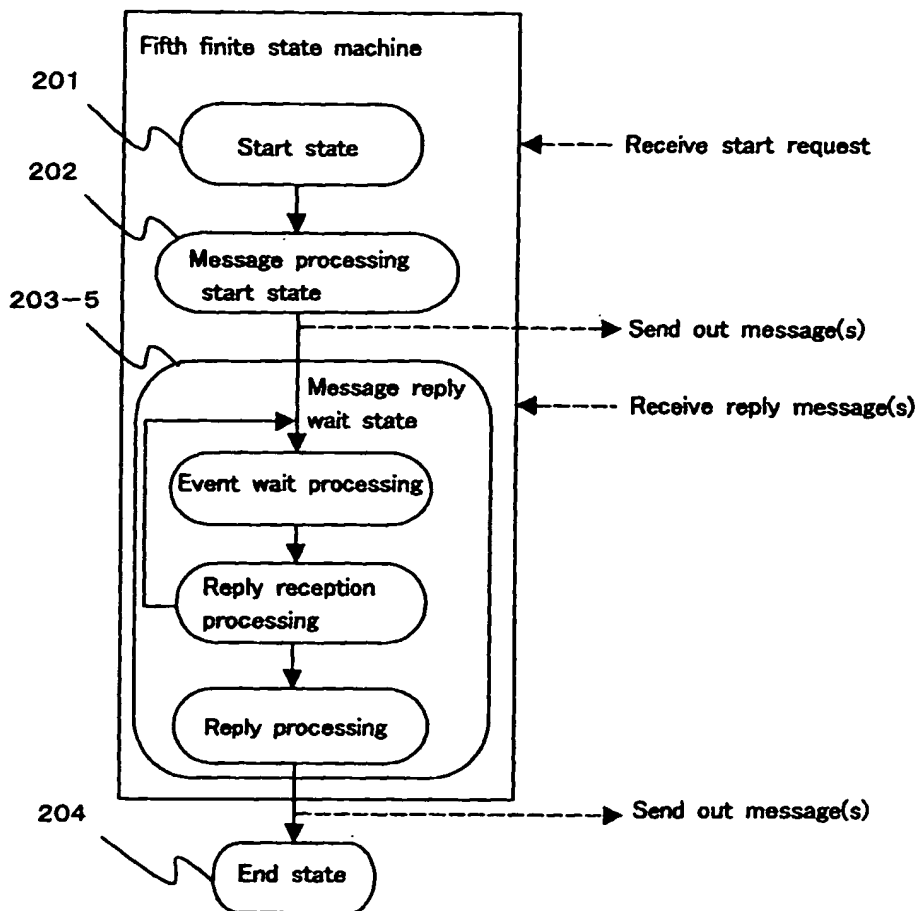 Fifth finite state machine
201
Start state
Receive start request
202
Message processing
start state
203-5
Send out message(s)
Message reply
wait state
Receive reply message(s)
Event wait processing
Reply reception
processing
Reply processing
Send out message(s)
204
End state